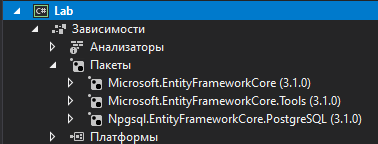 C# Lab
Зависимости
Анализаторы
Пакеты
Microsoft.EntityFrameworkCore (3.1.0)
Microsoft.EntityFrameworkCore.Tools (3.1.0)
Npgsql.EntityFrameworkCore.PostgreSQL (3.1.0)
Платформы